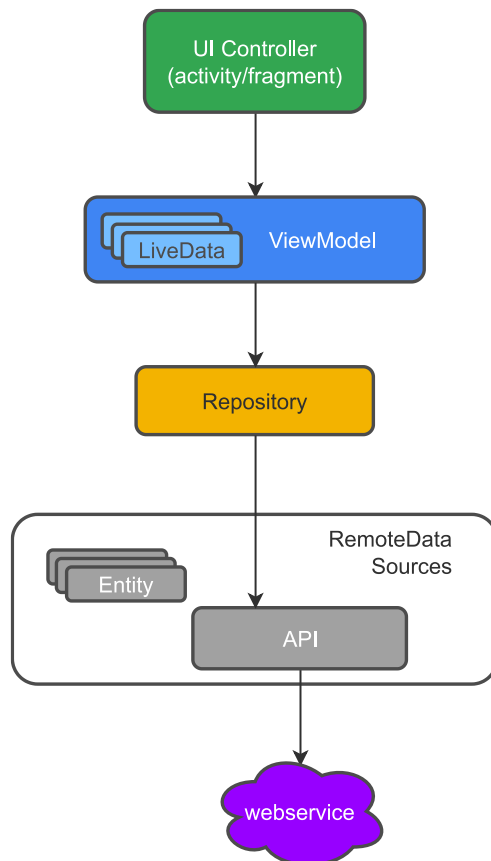 UI Controller
(activity/fragment)
LiveData
ViewModel
Repository
RemoteData
Sources
Entity
API
webservice